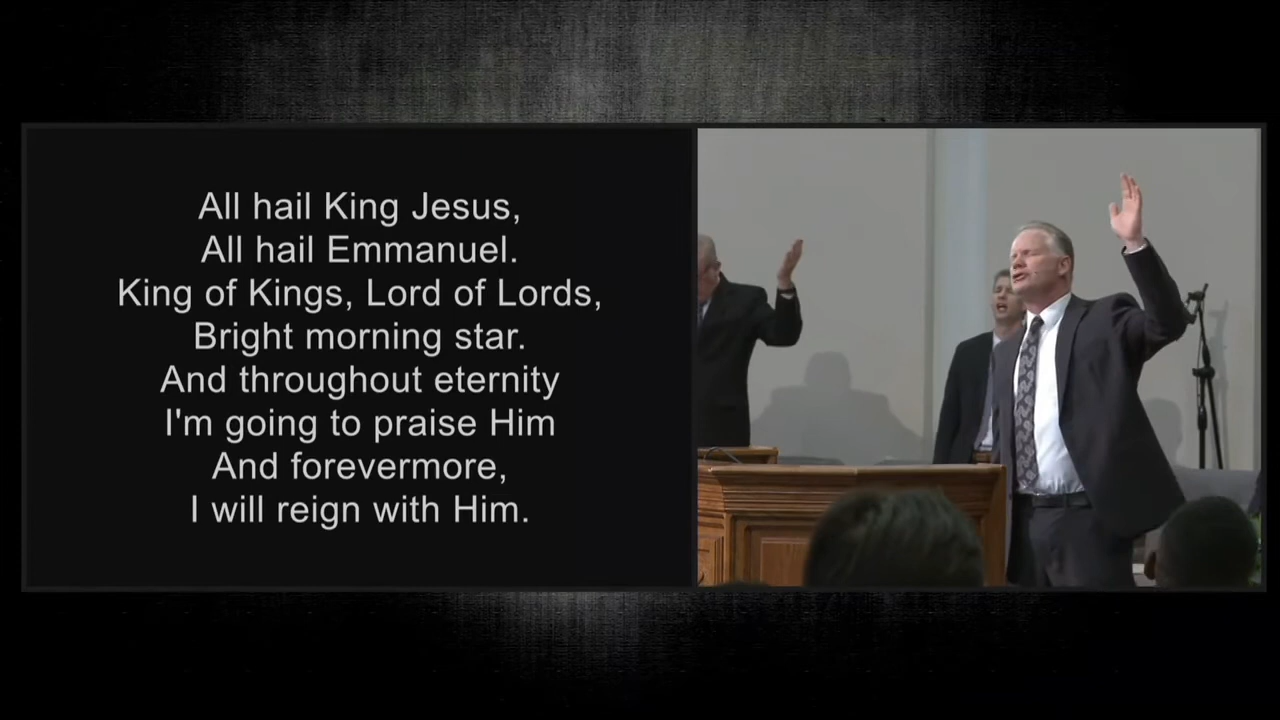 All hail King Jesus,
All hail Emmanuel.
King of Kings, Lord of Lords,
Bright morning star.
And throughout eternity
I'm going to praise Him
And forevermore,
I will reign with Him.